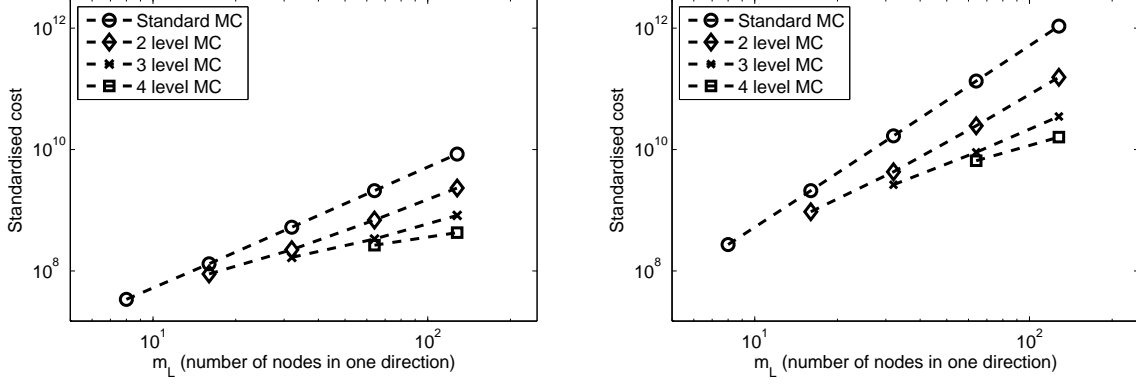 10^12
10^10
10^8
Standardised cost
Standard MC
2 level MC
3 level MC
4 level MC
10^1
10^2
m_L (number of nodes in one direction)
10^12
10^10
10^8
Standardised cost
Standard MC
2 level MC
3 level MC
4 level MC
10^1
10^2
m_L (number of nodes in one direction)